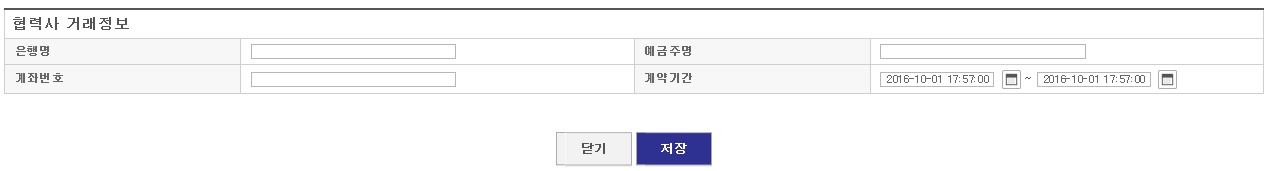 협력사 거래정보
은행명 예금주명
계좌번호 계약기간 2016-10-01 17:57:00 ~ 2016-10-01 17:57:00
닫기 저장